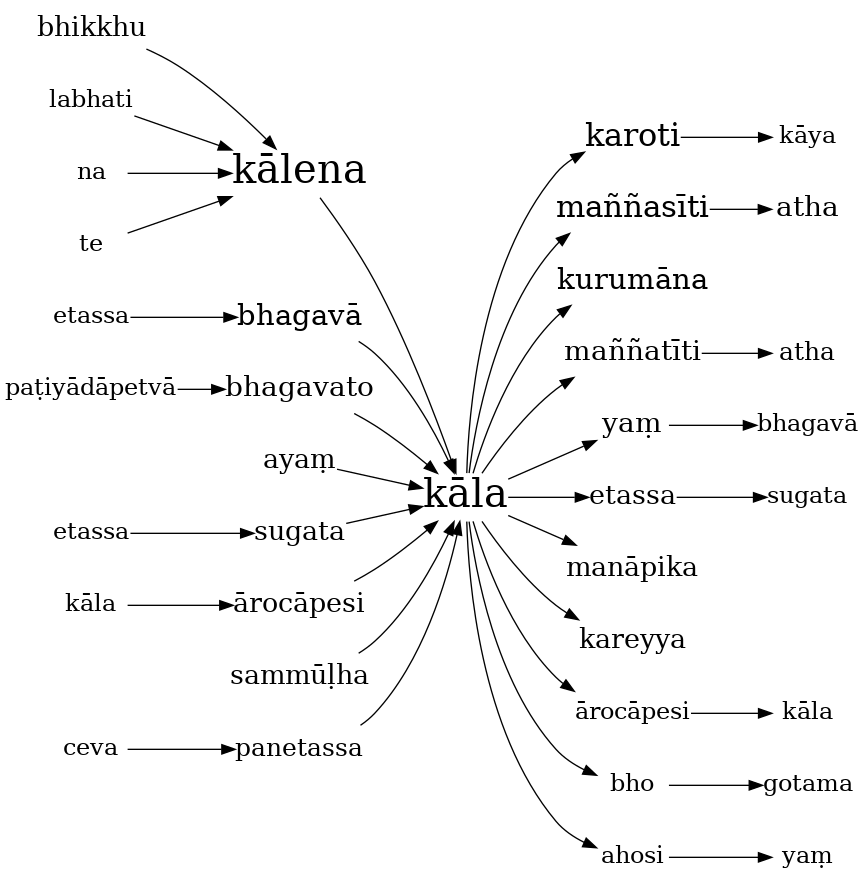 bhikkhu
labhati
na
te
kālena
etassa
bhagavā
paṭiyādāpetvā
bhagavato
ayaṃ
etassa
sugata
kāla
ārocāpesi
sammūḷha
ceva
panetassa
kāla
karoti
kāya
maññasīti
atha
kurumāna
maññatīti
atha
yaṃ
bhagavā
etassa
sugata
manāpika
kareyya
ārocāpesi
kāla
bho
gotama
ahosi
yaṃ